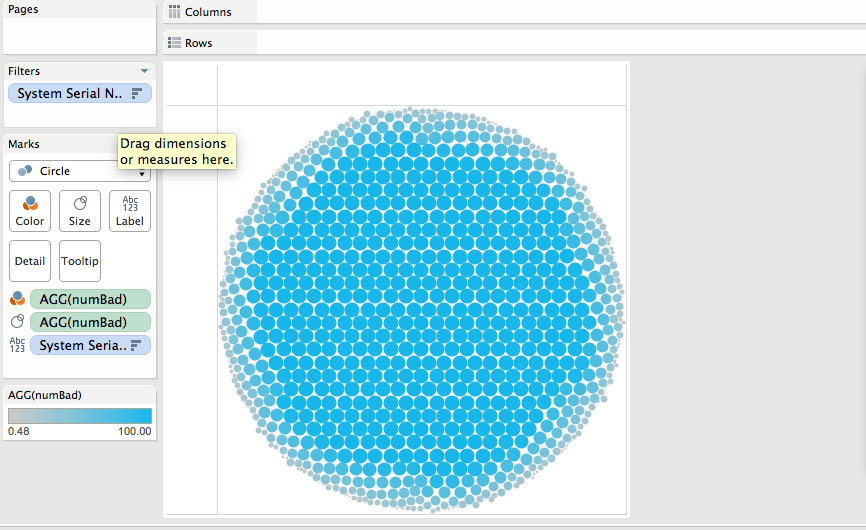 Pages
Columns
Rows
Filters
System Serial N..
Marks
Drag dimensions
or measures here.
Circle
Abc
123
Color
Size
Label
Detail
Tooltip
AGG(numBad)
AGG(numBad)
Abc
123
System Seria..
AGG(numBad)
0.48
100.00